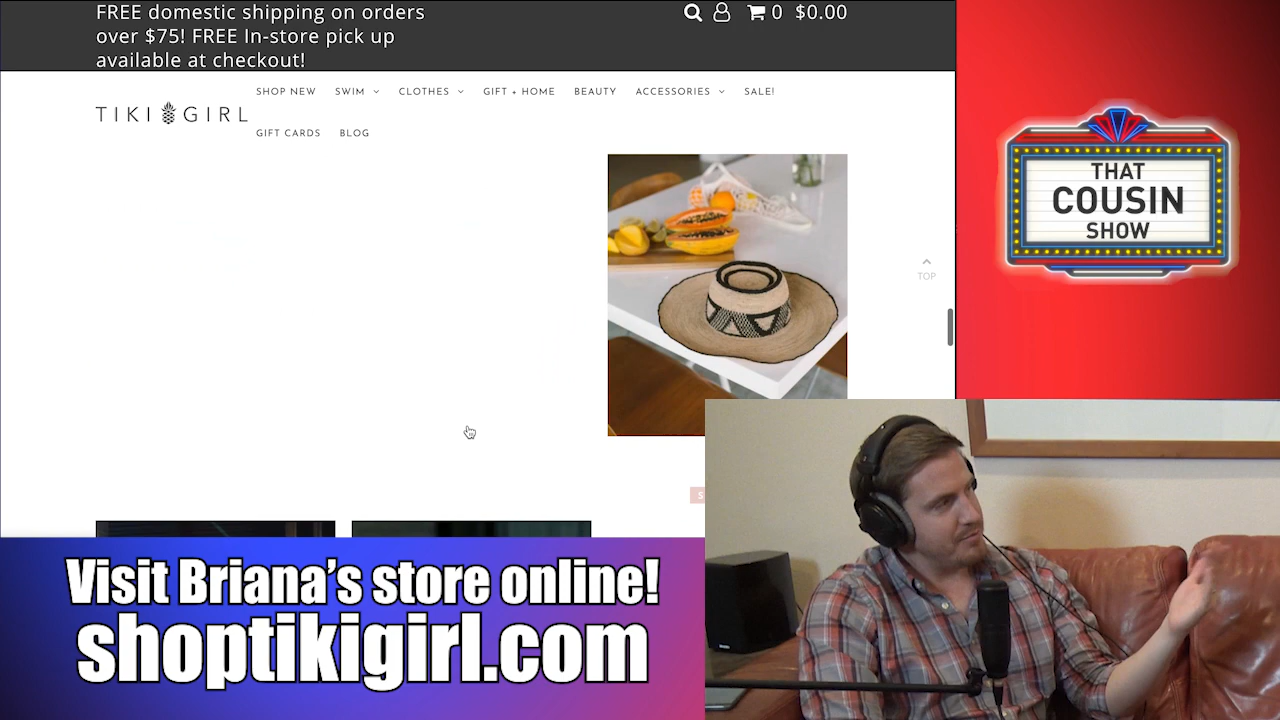 FREE domestic shipping on orders
over $75! FREE In-store pick up
available at checkout!
0 $0.00
TIKI GIRL
SHOP NEW SWIM CLOTHES GIFT + HOME BEAUTY ACCESSORIES SALE!
GIFT CARDS BLOG
TOP
THAT
COUSIN
SHOW
S
Visit Briana's store online!
shoptikigirl.com